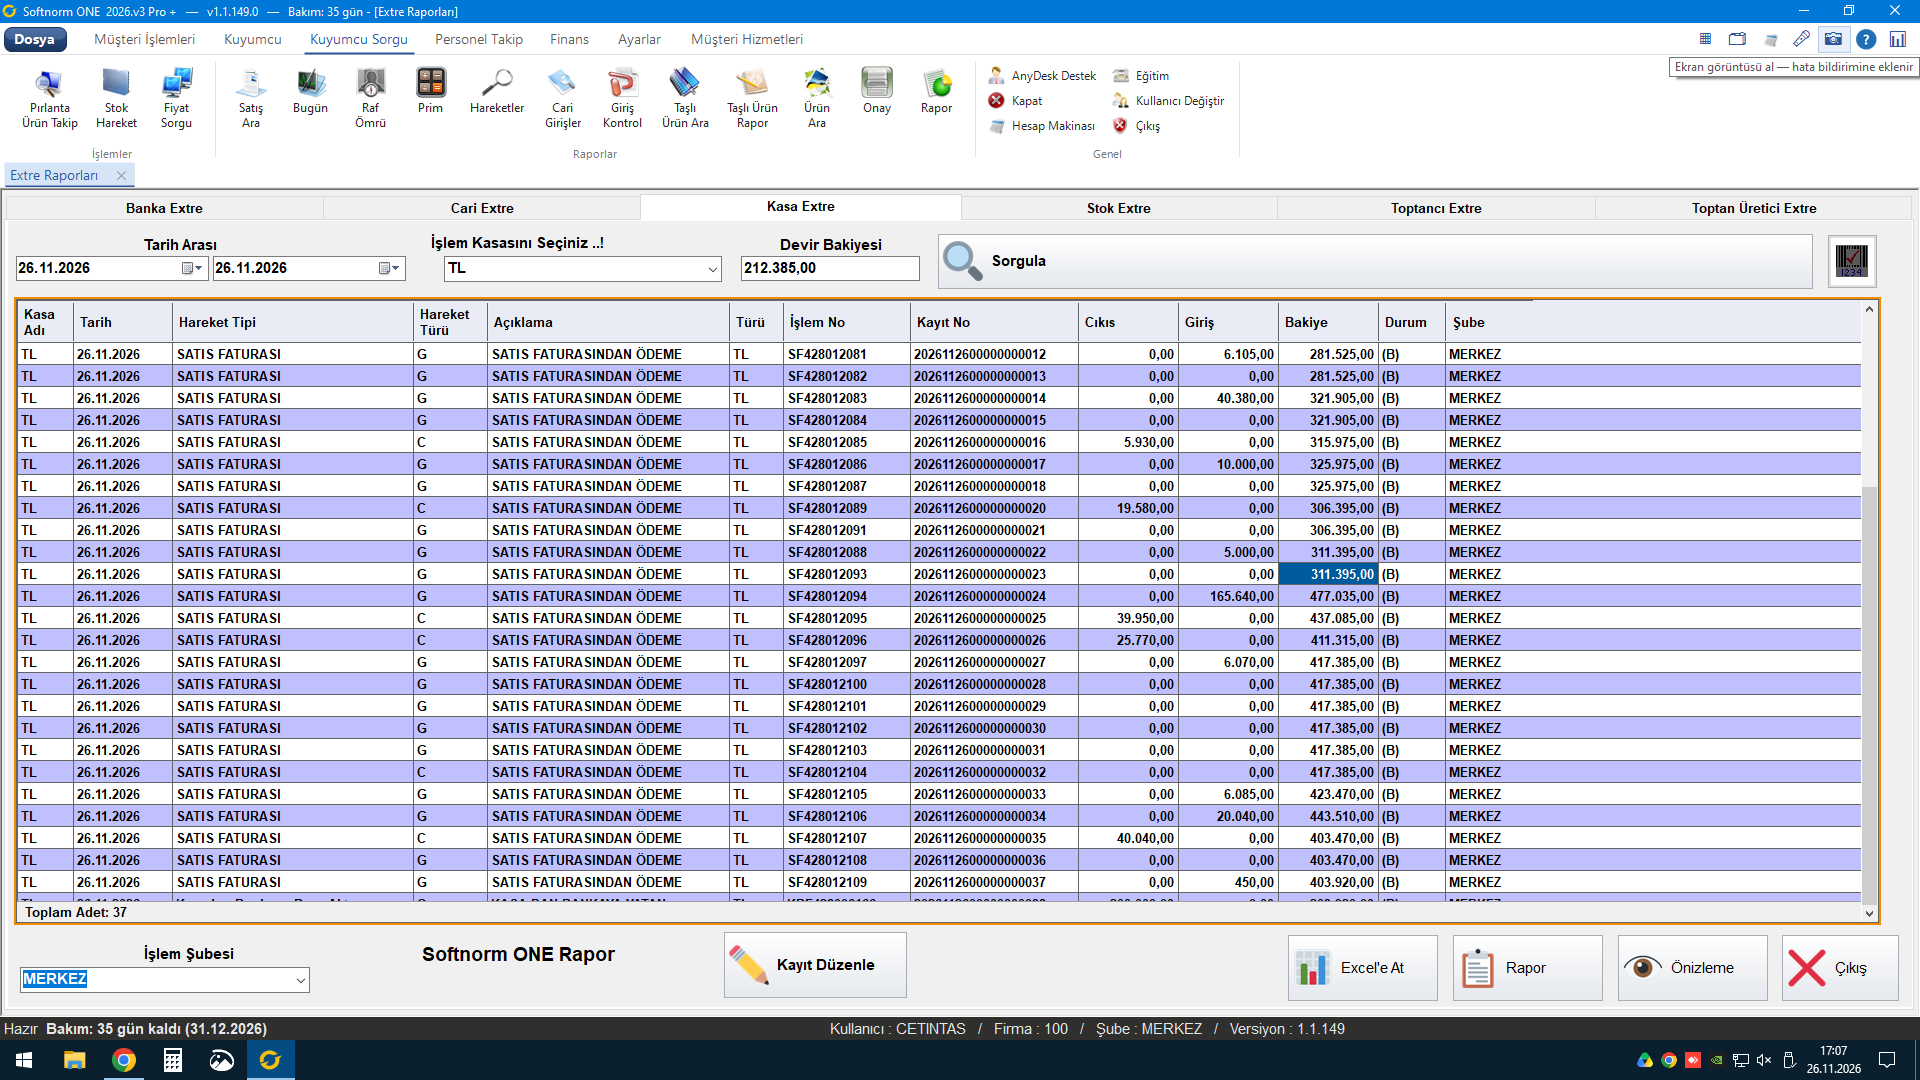 Softnorm ONE 2026.v3 Pro + — v1.1.149.0 — Bakım: 35 gün - [Extre Raporları]
Dosya Müşteri İşlemleri Kuyumcu Kuyumcu Sorgu Personel Takip Finans Ayarlar Müşteri Hizmetleri
Ekran görüntüsü al — hata bildirimine eklenir
Pırlanta Ürün Takip
Stok Hareket
Fiyat Sorgu
Satış Ara
Bugün
Raf Ömrü
Prim
Hareketler
Cari Girişler
Giriş Kontrol
Taşlı Ürün Ara
Taşlı Ürün Rapor
Ürün Ara
Onay
Rapor
AnyDesk Destek
Kapat
Hesap Makinası
Eğitim
Kullanıcı Değiştir
Çıkış
İşlemler Raporlar Genel
Extre Raporları
Banka Extre Cari Extre Kasa Extre Stok Extre Toptancı Extre Toptan Üretici Extre
Tarih Arası İşlem Kasasını Seçiniz ..! Devir Bakiyesi
26.11.2026 26.11.2026 TL 212.385,00 Sorgula 1234
Kasa Adı Tarih Hareket Tipi Hareket Türü Açıklama Türü İşlem No Kayıt No Cıkıs Giriş Bakiye Durum Şube
TL 26.11.2026 SATIS FATURASI G SATIS FATURASINDAN ÖDEME TL SF428012081 2026112600000000012 0,00 6.105,00 281.525,00 (B) MERKEZ
TL 26.11.2026 SATIS FATURASI G SATIS FATURASINDAN ÖDEME TL SF428012082 2026112600000000013 0,00 0,00 281.525,00 (B) MERKEZ
TL 26.11.2026 SATIS FATURASI G SATIS FATURASINDAN ÖDEME TL SF428012083 2026112600000000014 0,00 40.380,00 321.905,00 (B) MERKEZ
TL 26.11.2026 SATIS FATURASI G SATIS FATURASINDAN ÖDEME TL SF428012084 2026112600000000015 0,00 0,00 321.905,00 (B) MERKEZ
TL 26.11.2026 SATIS FATURASI C SATIS FATURASINDAN ÖDEME TL SF428012085 2026112600000000016 5.930,00 0,00 315.975,00 (B) MERKEZ
TL 26.11.2026 SATIS FATURASI G SATIS FATURASINDAN ÖDEME TL SF428012086 2026112600000000017 0,00 10.000,00 325.975,00 (B) MERKEZ
TL 26.11.2026 SATIS FATURASI G SATIS FATURASINDAN ÖDEME TL SF428012087 2026112600000000018 0,00 0,00 325.975,00 (B) MERKEZ
TL 26.11.2026 SATIS FATURASI C SATIS FATURASINDAN ÖDEME TL SF428012089 2026112600000000020 19.580,00 0,00 306.395,00 (B) MERKEZ
TL 26.11.2026 SATIS FATURASI G SATIS FATURASINDAN ÖDEME TL SF428012091 2026112600000000021 0,00 0,00 306.395,00 (B) MERKEZ
TL 26.11.2026 SATIS FATURASI G SATIS FATURASINDAN ÖDEME TL SF428012088 2026112600000000022 0,00 5.000,00 311.395,00 (B) MERKEZ
TL 26.11.2026 SATIS FATURASI G SATIS FATURASINDAN ÖDEME TL SF428012093 2026112600000000023 0,00 0,00 311.395,00 (B) MERKEZ
TL 26.11.2026 SATIS FATURASI G SATIS FATURASINDAN ÖDEME TL SF428012094 2026112600000000024 0,00 165.640,00 477.035,00 (B) MERKEZ
TL 26.11.2026 SATIS FATURASI C SATIS FATURASINDAN ÖDEME TL SF428012095 2026112600000000025 39.950,00 0,00 437.085,00 (B) MERKEZ
TL 26.11.2026 SATIS FATURASI C SATIS FATURASINDAN ÖDEME TL SF428012096 2026112600000000026 25.770,00 0,00 411.315,00 (B) MERKEZ
TL 26.11.2026 SATIS FATURASI G SATIS FATURASINDAN ÖDEME TL SF428012097 2026112600000000027 0,00 6.070,00 417.385,00 (B) MERKEZ
TL 26.11.2026 SATIS FATURASI G SATIS FATURASINDAN ÖDEME TL SF428012100 2026112600000000028 0,00 0,00 417.385,00 (B) MERKEZ
TL 26.11.2026 SATIS FATURASI G SATIS FATURASINDAN ÖDEME TL SF428012101 2026112600000000029 0,00 0,00 417.385,00 (B) MERKEZ
TL 26.11.2026 SATIS FATURASI G SATIS FATURASINDAN ÖDEME TL SF428012102 2026112600000000030 0,00 0,00 417.385,00 (B) MERKEZ
TL 26.11.2026 SATIS FATURASI G SATIS FATURASINDAN ÖDEME TL SF428012103 2026112600000000031 0,00 0,00 417.385,00 (B) MERKEZ
TL 26.11.2026 SATIS FATURASI C SATIS FATURASINDAN ÖDEME TL SF428012104 2026112600000000032 0,00 0,00 417.385,00 (B) MERKEZ
TL 26.11.2026 SATIS FATURASI G SATIS FATURASINDAN ÖDEME TL SF428012105 2026112600000000033 0,00 6.085,00 423.470,00 (B) MERKEZ
TL 26.11.2026 SATIS FATURASI G SATIS FATURASINDAN ÖDEME TL SF428012106 2026112600000000034 0,00 20.040,00 443.510,00 (B) MERKEZ
TL 26.11.2026 SATIS FATURASI C SATIS FATURASINDAN ÖDEME TL SF428012107 2026112600000000035 40.040,00 0,00 403.470,00 (B) MERKEZ
TL 26.11.2026 SATIS FATURASI G SATIS FATURASINDAN ÖDEME TL SF428012108 2026112600000000036 0,00 0,00 403.470,00 (B) MERKEZ
TL 26.11.2026 SATIS FATURASI G SATIS FATURASINDAN ÖDEME TL SF428012109 2026112600000000037 0,00 450,00 403.920,00 (B) MERKEZ
Toplam Adet: 37
İşlem Şubesi
MERKEZ
Softnorm ONE Rapor
Kayıt Düzenle
Excel'e At
Rapor
Önizleme
Çıkış
Hazır Bakım: 35 gün kaldı (31.12.2026) Kullanıcı : CETINTAS / Firma : 100 / Şube : MERKEZ / Versiyon : 1.1.149
17:07
26.11.2026